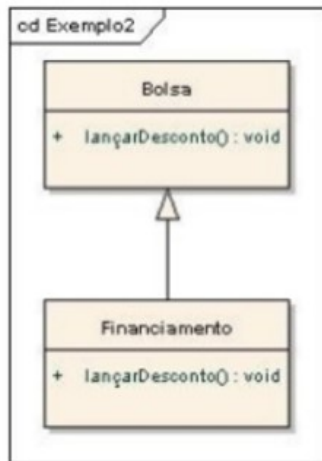 cd Exemplo2
Bolsa
+ lançarDesconto() : void
Financiamento
+ lançarDesconto() : void